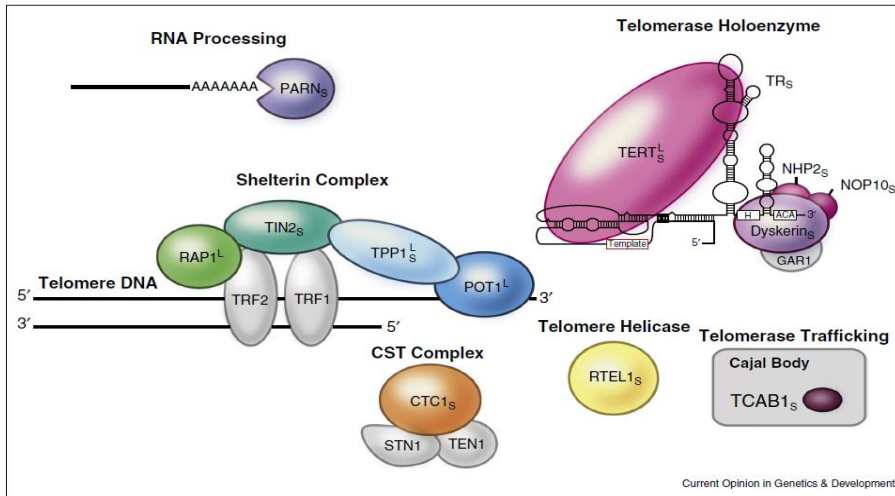 RNA Processing
AAAAAAA
PARNS
Telomerase Holoenzyme
TRS
TERTLS
NHP2S
NOP10S
H
ACA
3′
DyskerinS
GAR1
Template
5′
Shelterin Complex
TIN2S
RAP1L
TPP1LS
POT1L
Telomere DNA
TRF2
TRF1
5′
3′
3′
5′
CST Complex
CTC1S
STN1
TEN1
Telomere Helicase
RTEL1S
Telomerase Trafficking
Cajal Body
TCAB1S
Current Opinion in Genetics & Development